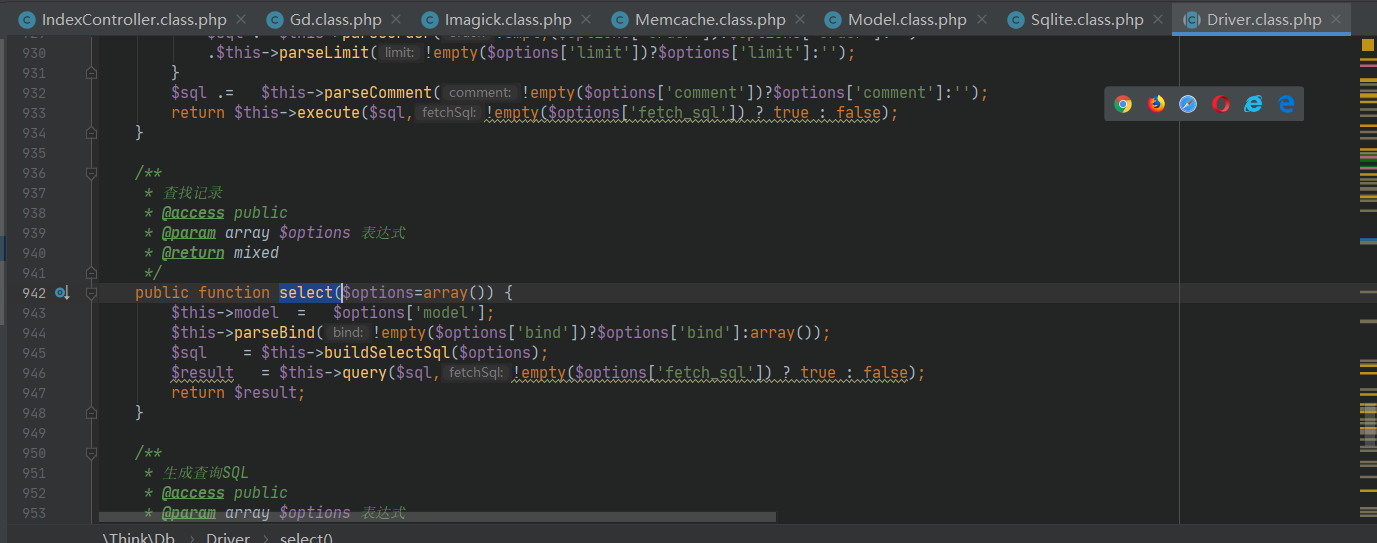 IndexController.class.php Gd.class.php Imagick.class.php Memcache.class.php Model.class.php Sqlite.class.php Driver.class.php
930 .$this->parseLimit( limit: !empty($options['limit'])?$options['limit']:'');
931 }
932 $sql .= $this->parseComment( comment: !empty($options['comment'])?$options['comment']:'');
933 return $this->execute($sql, fetchSql: !empty($options['fetch_sql']) ? true : false);
934 }
935
936 /**
937 * 查找记录
938 * @access public
939 * @param array $options 表达式
940 * @return mixed
941 */
942 public function select($options=array()) {
943 $this->model = $options['model'];
944 $this->parseBind( bind: !empty($options['bind'])?$options['bind']:array());
945 $sql = $this->buildSelectSql($options);
946 $result = $this->query($sql, fetchSql: !empty($options['fetch_sql']) ? true : false);
947 return $result;
948 }
949
950 /**
951 * 生成查询SQL
952 * @access public
953 * @param array $options 表达式
\Think\Db › Driver › select()